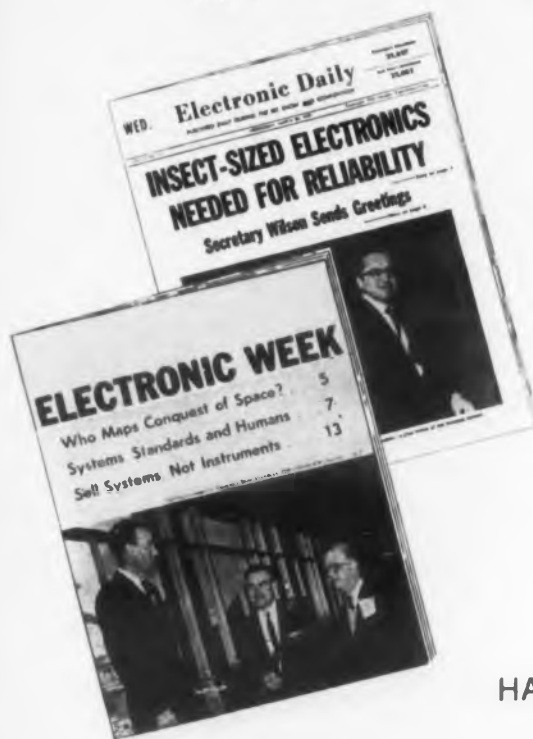 WED.
Electronic Daily
INSECT-SIZED ELECTRONICS
NEEDED FOR RELIABILITY
Secretary Wilson Sends Greetings
ELECTRONIC WEEK
Who Maps Conquest of Space? . 5
Systems Standards and Humans . 7
Sell Systems Not Instruments . 13
HA